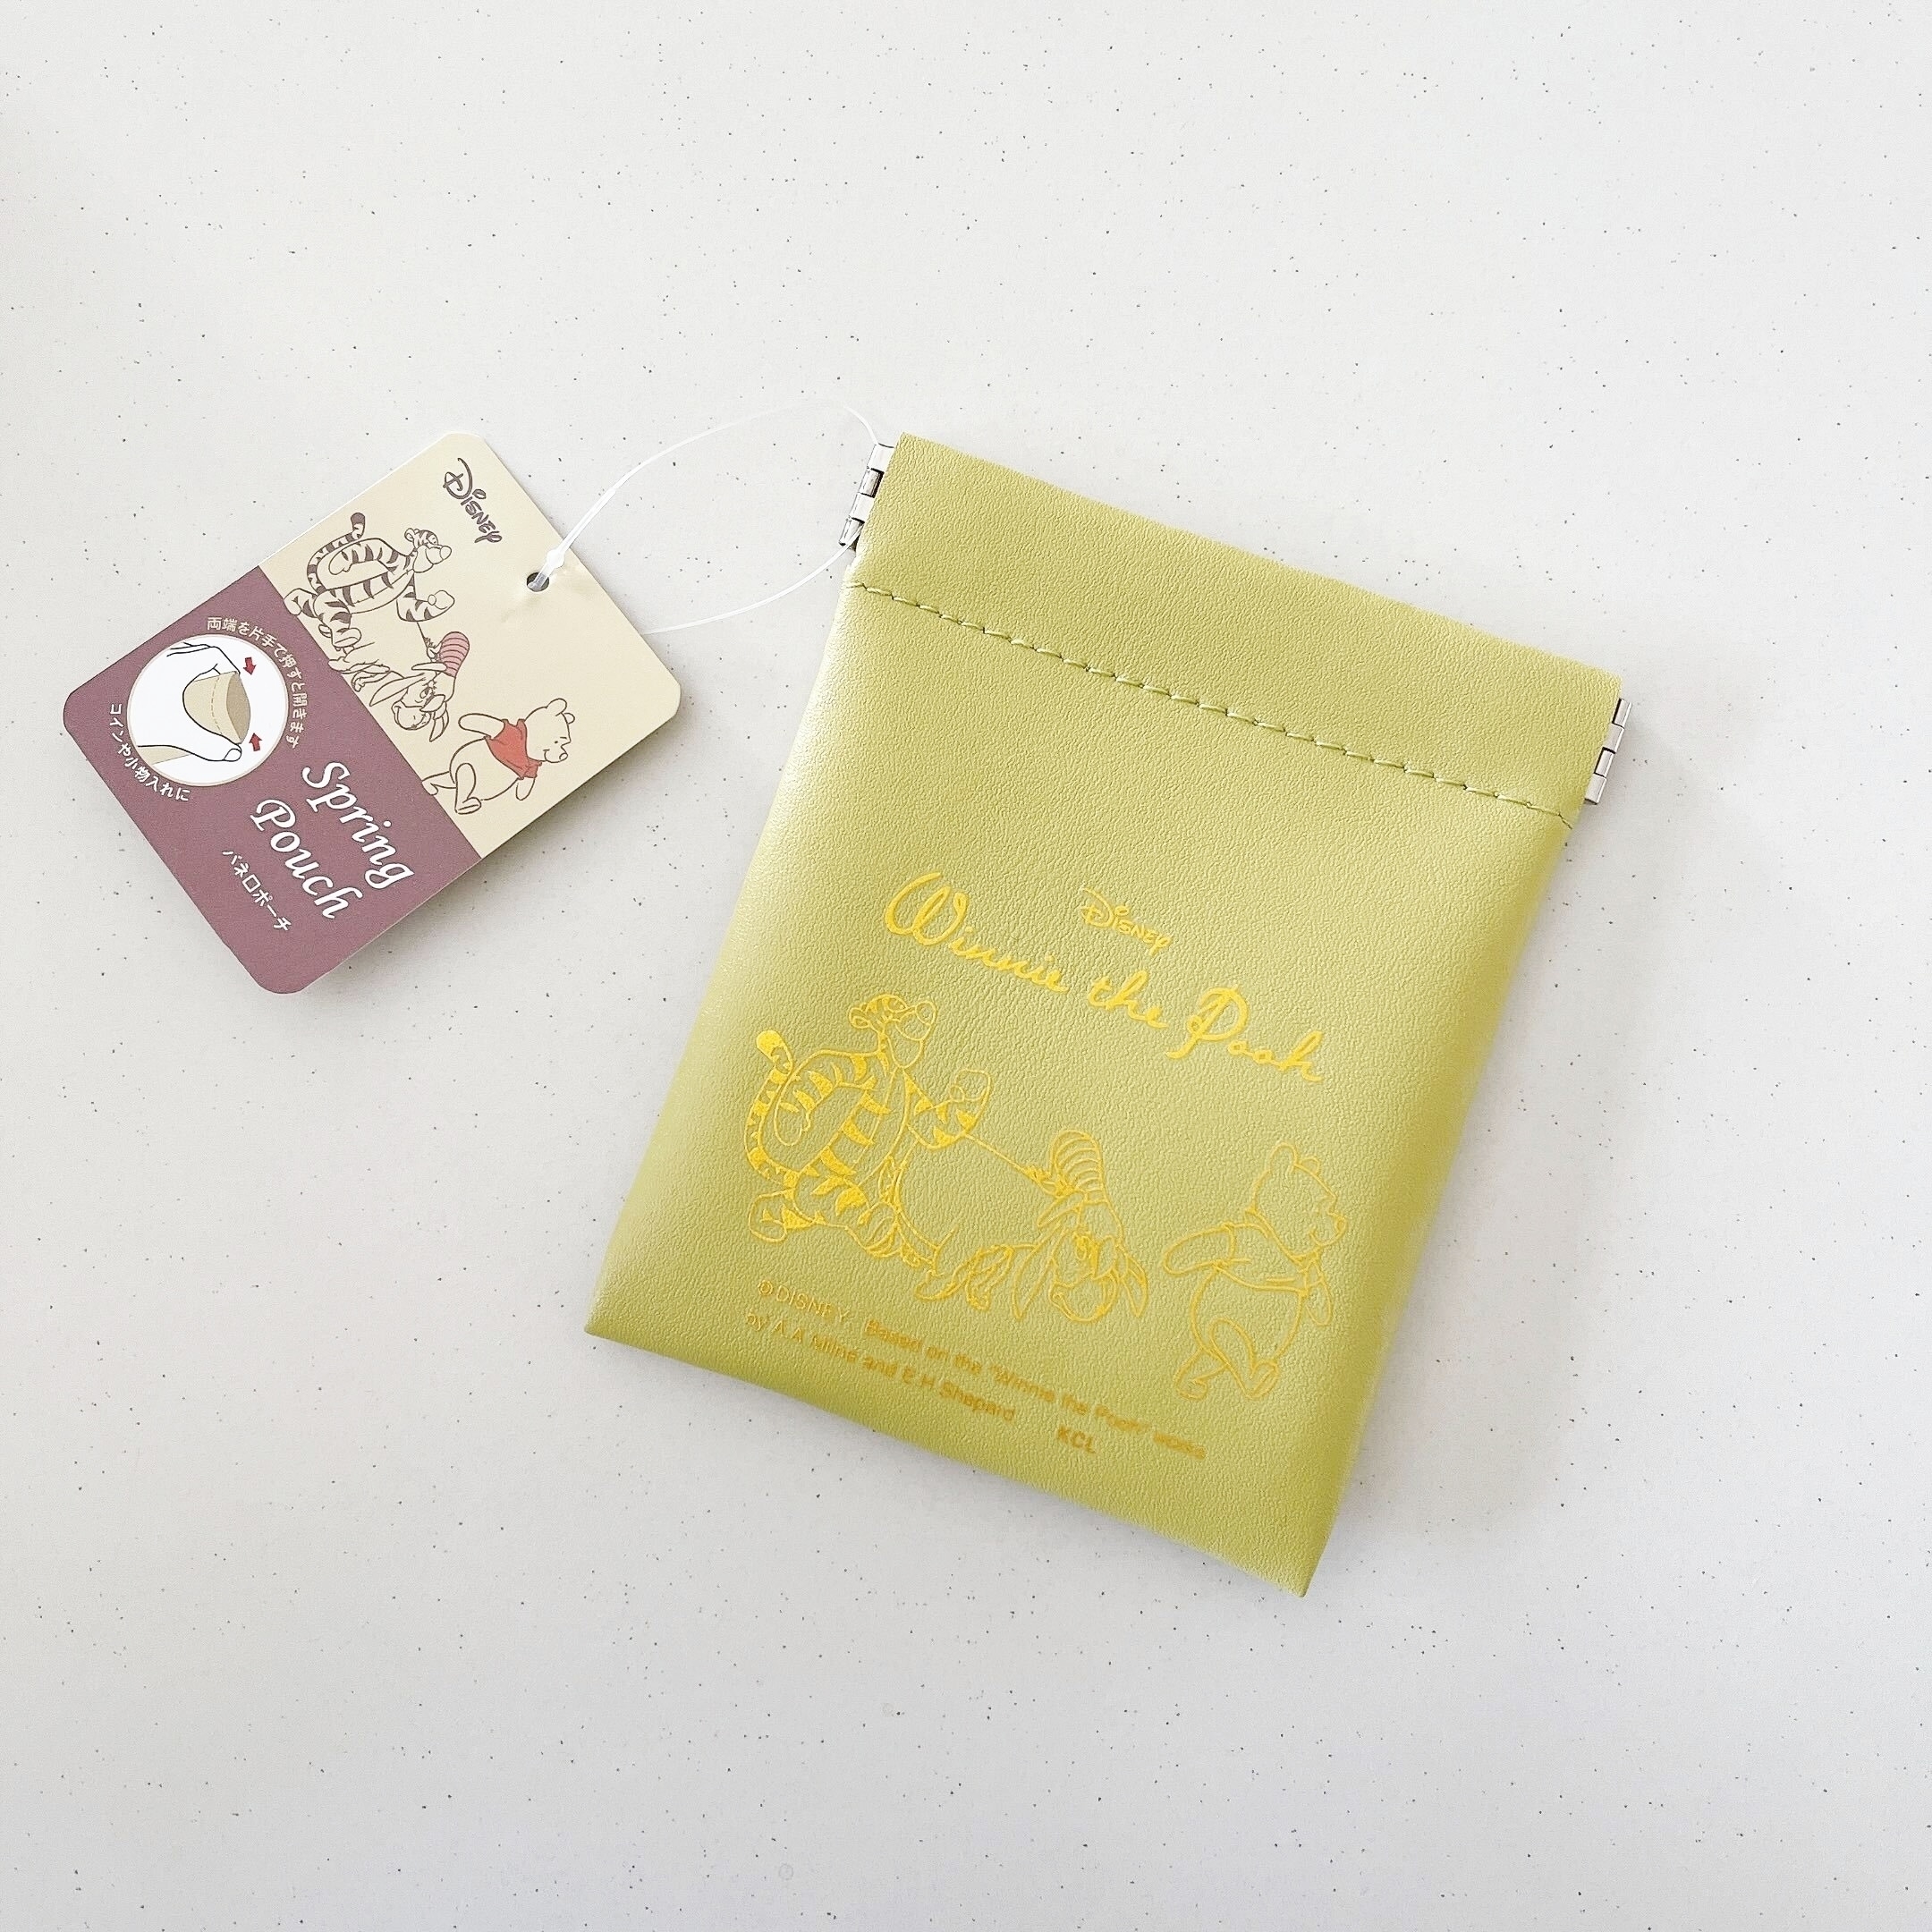 Disney
両端を片手で押すと開きます
コインや小物入れに
Spring
Pouch
バネ口ポーチ
Disney
Winnie the Pooh
©DISNEY. Based on the "Winnie the Pooh" works
by A.A.Milne and E.H.Shepard KCL